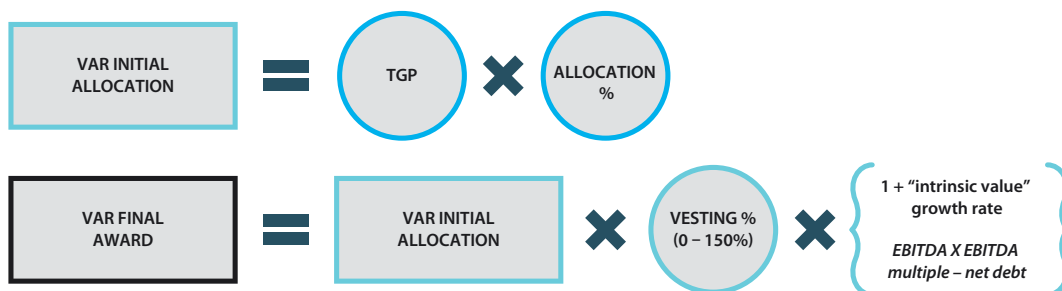 VAR INITIAL
ALLOCATION
=
TGP
×
ALLOCATION
%
VAR FINAL
AWARD
=
VAR INITIAL
ALLOCATION
×
VESTING %
(0 – 150%)
×
1 + “intrinsic value”
growth rate
EBITDA X EBITDA
multiple – net debt